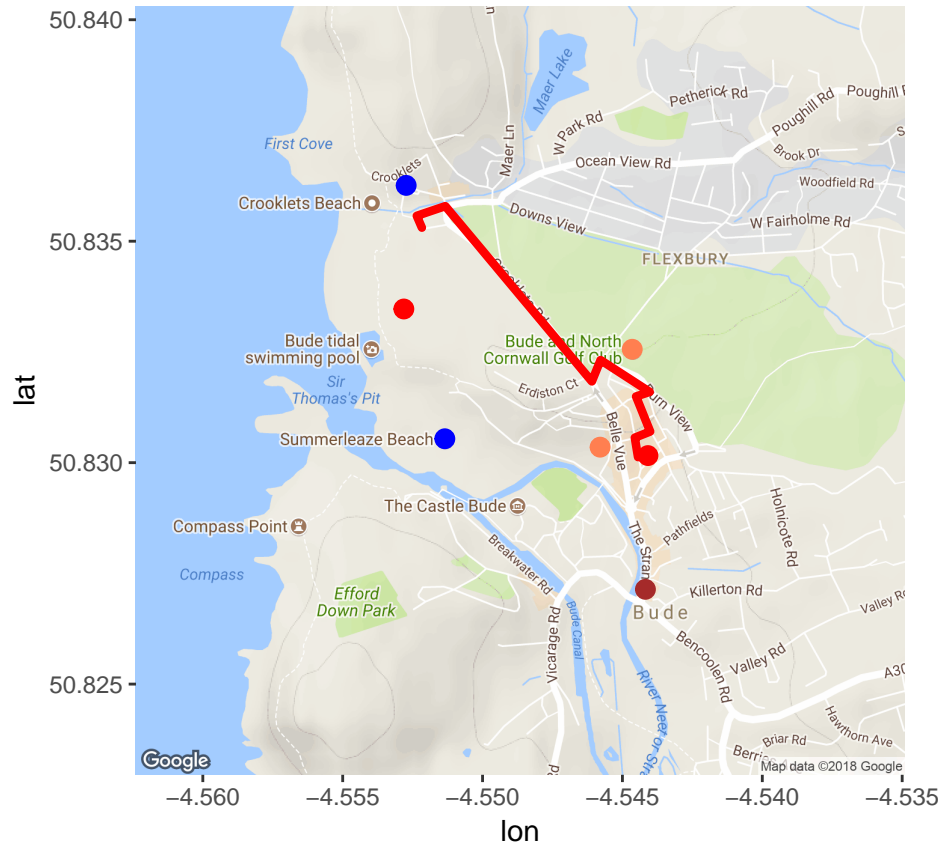 50.840
50.835
50.830
50.825
lat
-4.560
-4.555
-4.550
-4.545
-4.540
-4.535
lon
Maer Lake
Petherick Rd
Poughill Rd
Poughill R
W Park Rd
Maer Ln
First Cove
Crooklets
Ocean View Rd
Brook Dr
Woodfield Rd
Crooklets Beach
Downs View
W Fairholme Rd
FLEXBURY
Crooklets Rd
Bude tidal
swimming pool
Bude and North
Cornwall Golf Club
Sir
Thomas's Pit
Erdiston Ct
Burn View
Belle Vue
Summerleaze Beach
The Castle Bude
Compass Point
Pathfields
Holnicote Rd
The Stran
Breakwater Rd
Compass
Efford
Down Park
Bude Canal
Killerton Rd
Bude
Valley Rd
Vicarage Rd
Bencoolen Rd
Valley Rd
A30
River Neet or Stra
Hawthorn Ave
Briar Rd
Berri
Rd
Google
Map data ©2018 Google